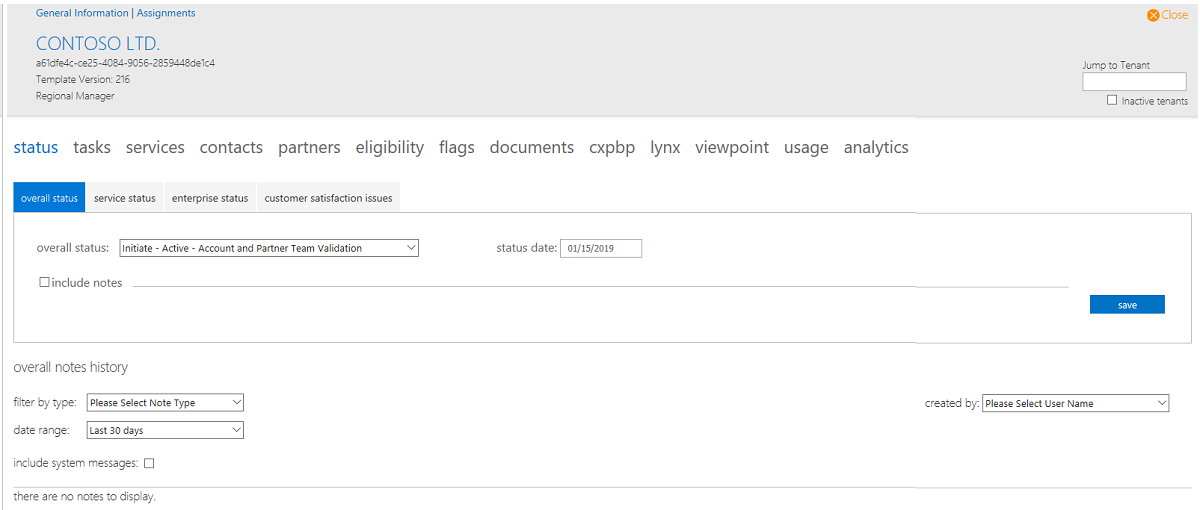 General Information | Assignments
Close
CONTOSO LTD.
a61dfe4c-ce25-4084-9056-2859448de1c4
Template Version: 216
Regional Manager
Jump to Tenant
Inactive tenants
status tasks services contacts partners eligibility flags documents cxpbp lynx viewpoint usage analytics
overall status service status enterprise status customer satisfaction issues
overall status: Initiate - Active - Account and Partner Team Validation status date: 01/15/2019
include notes
save
overall notes history
filter by type: Please Select Note Type created by: Please Select User Name
date range: Last 30 days
include system messages:
there are no notes to display.